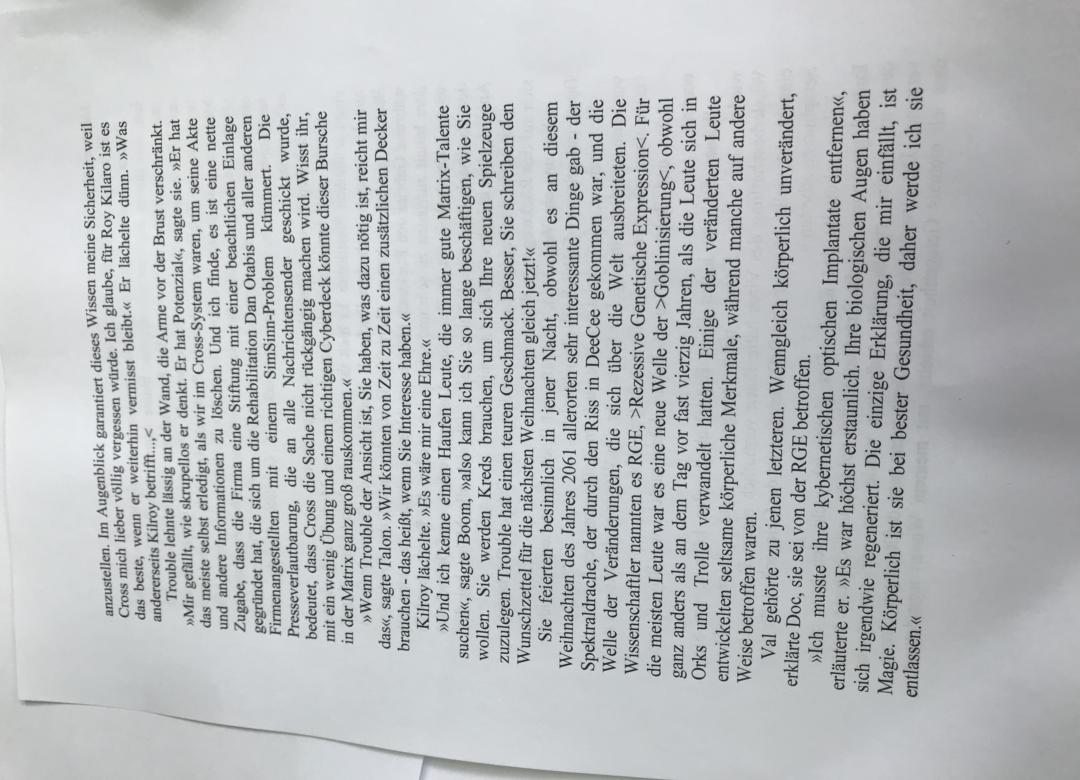 anzustellen. Im Augenblick garantiert dieses Wissen meine Sicherheit, weil
Cross mich lieber völlig vergessen würde. Ich glaube, für Roy Kilaro ist es
das beste, wenn er weiterhin vermisst bleibt.« Er lächelte dünn. »Was
andererseits Kilroy betrifft...,<
Trouble lehnte lässig an der Wand, die Arme vor der Brust verschränkt.
»Mir gefällt, wie skrupellos er denkt. Er hat Potenzial«, sagte sie. »Er hat
das meiste selbst erledigt, als wir im Cross-System waren, um seine Akte
und andere Informationen zu löschen. Und ich finde, es ist eine nette
Zugabe, dass die Firma eine Stiftung mit einer beachtlichen Einlage
gegründet hat, die sich um die Rehabilitation Dan Otabis und aller anderen
Firmenangestellten mit einem SimSinn-Problem kümmert. Die
Presseverlautbarung, die an alle Nachrichtensender geschickt wurde,
bedeutet, dass Cross die Sache nicht rückgängig machen wird. Wisst ihr,
mit ein wenig Übung und einem richtigen Cyberdeck könnte dieser Bursche
in der Matrix ganz groß rauskommen.«
»Wenn Trouble der Ansicht ist, Sie haben, was dazu nötig ist, reicht mir
das«, sagte Talon. »Wir könnten von Zeit zu Zeit einen zusätzlichen Decker
brauchen - das heißt, wenn Sie Interesse haben.«
Kilroy lächelte. »Es wäre mir eine Ehre.«
»Und ich kenne einen Haufen Leute, die immer gute Matrix-Talente
suchen«, sagte Boom, »also kann ich Sie so lange beschäftigen, wie Sie
wollen. Sie werden Kreds brauchen, um sich Ihre neuen Spielzeuge
zuzulegen. Trouble hat einen teuren Geschmack. Besser, Sie schreiben den
Wunschzettel für die nächsten Weihnachten gleich jetzt!«
Sie feierten besinnlich in jener Nacht, obwohl es an diesem
Weihnachten des Jahres 2061 allerorten sehr interessante Dinge gab - der
Spektraldrache, der durch den Riss in DeeCee gekommen war, und die
Welle der Veränderungen, die sich über die Welt ausbreiteten. Die
Wissenschaftler nannten es RGE, >Rezessive Genetische Expression<. Für
die meisten Leute war es eine neue Welle der >Goblinisierung<, obwohl
ganz anders als an dem Tag vor fast vierzig Jahren, als die Leute sich in
Orks und Trolle verwandelt hatten. Einige der veränderten Leute
entwickelten seltsame körperliche Merkmale, während manche auf andere
Weise betroffen waren.
Val gehörte zu jenen letzteren. Wenngleich körperlich unverändert,
erklärte Doc, sie sei von der RGE betroffen.
»Ich musste ihre kybernetischen optischen Implantate entfernen«,
erläuterte er. »Es war höchst erstaunlich. Ihre biologischen Augen haben
sich irgendwie regeneriert. Die einzige Erklärung, die mir einfällt, ist
Magie. Körperlich ist sie bei bester Gesundheit, daher werde ich sie
entlassen.«